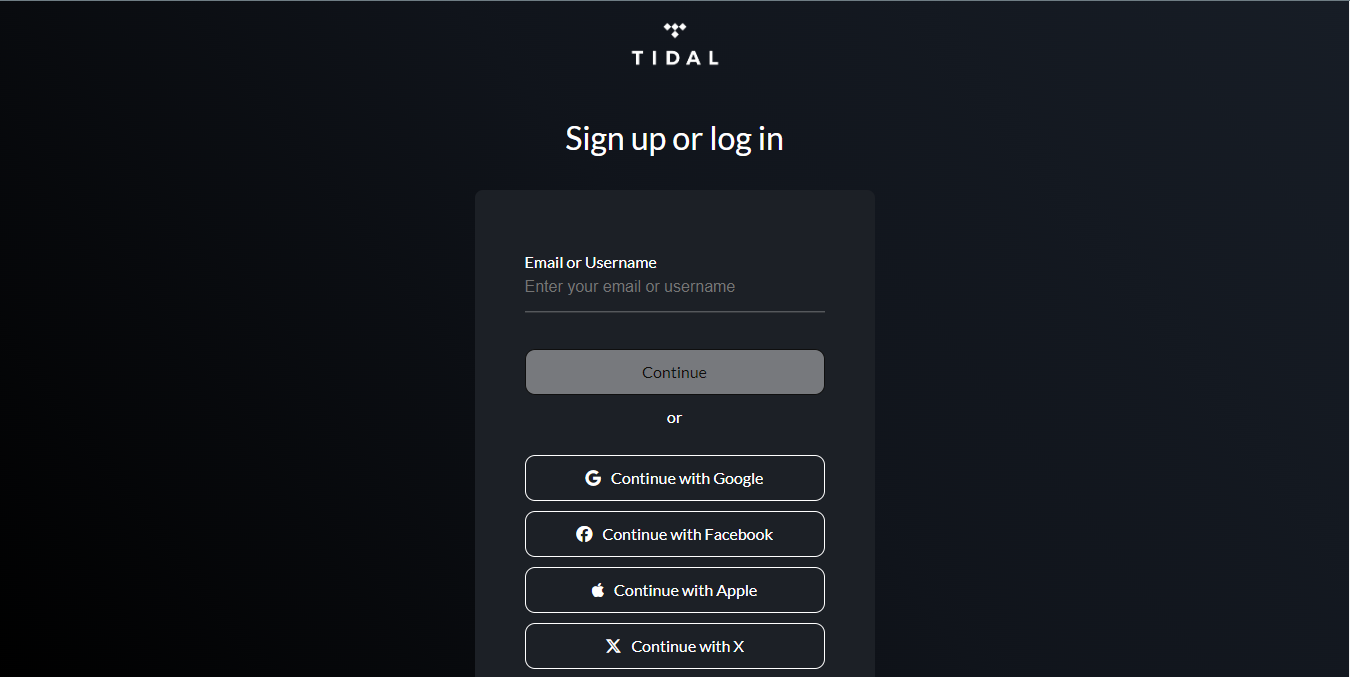 TIDAL
Sign up or log in
Email or Username
Enter your email or username
Continue
or
Continue with Google
Continue with Facebook
Continue with Apple
Continue with X